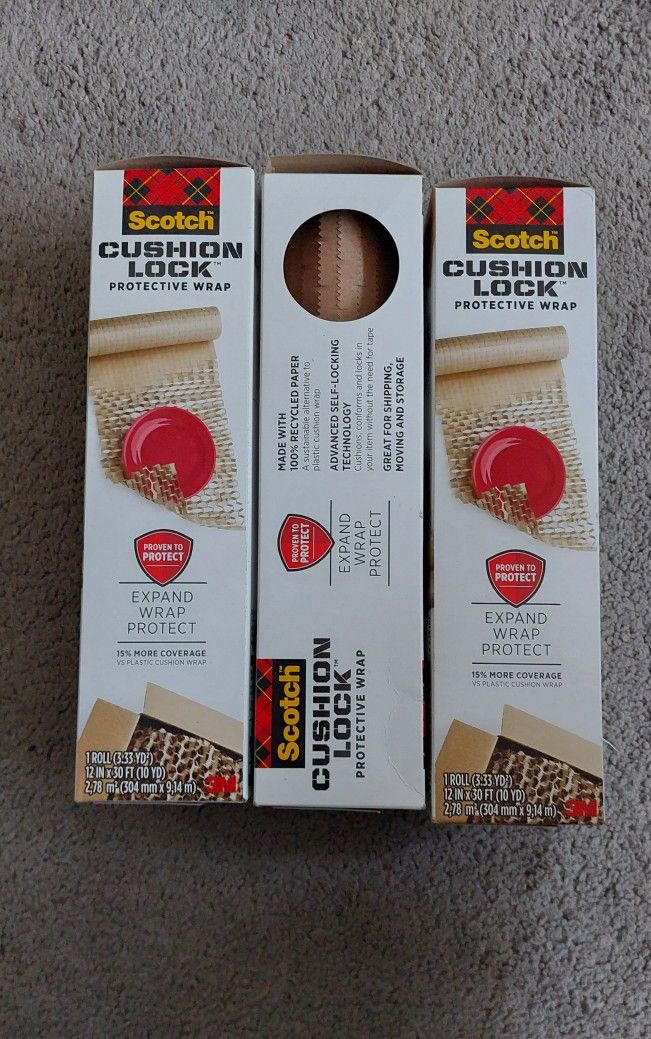 Scotch™
CUSHION
LOCK™
PROTECTIVE WRAP
PROVEN TO
PROTECT
EXPAND
WRAP
PROTECT
15% MORE COVERAGE
VS PLASTIC CUSHION WRAP
1 ROLL (3.33 YD²)
12 IN X 30 FT (10 YD)
2,78 m² (304 mm x 9,14 m)
3M
MADE WITH
100% RECYCLED PAPER
A sustainable alternative to
plastic cushion wrap
ADVANCED SELF-LOCKING
TECHNOLOGY
Cushions, conforms and locks in
your item without the need for tape
GREAT FOR SHIPPING,
MOVING AND STORAGE
PROVEN TO
PROTECT
EXPAND
WRAP
PROTECT
Scotch™
CUSHION
LOCK™
PROTECTIVE WRAP
Scotch™
CUSHION
LOCK™
PROTECTIVE WRAP
PROVEN TO
PROTECT
EXPAND
WRAP
PROTECT
15% MORE COVERAGE
VS PLASTIC CUSHION WRAP
1 ROLL (3.33 YD²)
12 IN X 30 FT (10 YD)
2,78 m² (304 mm x 9,14 m)
3M